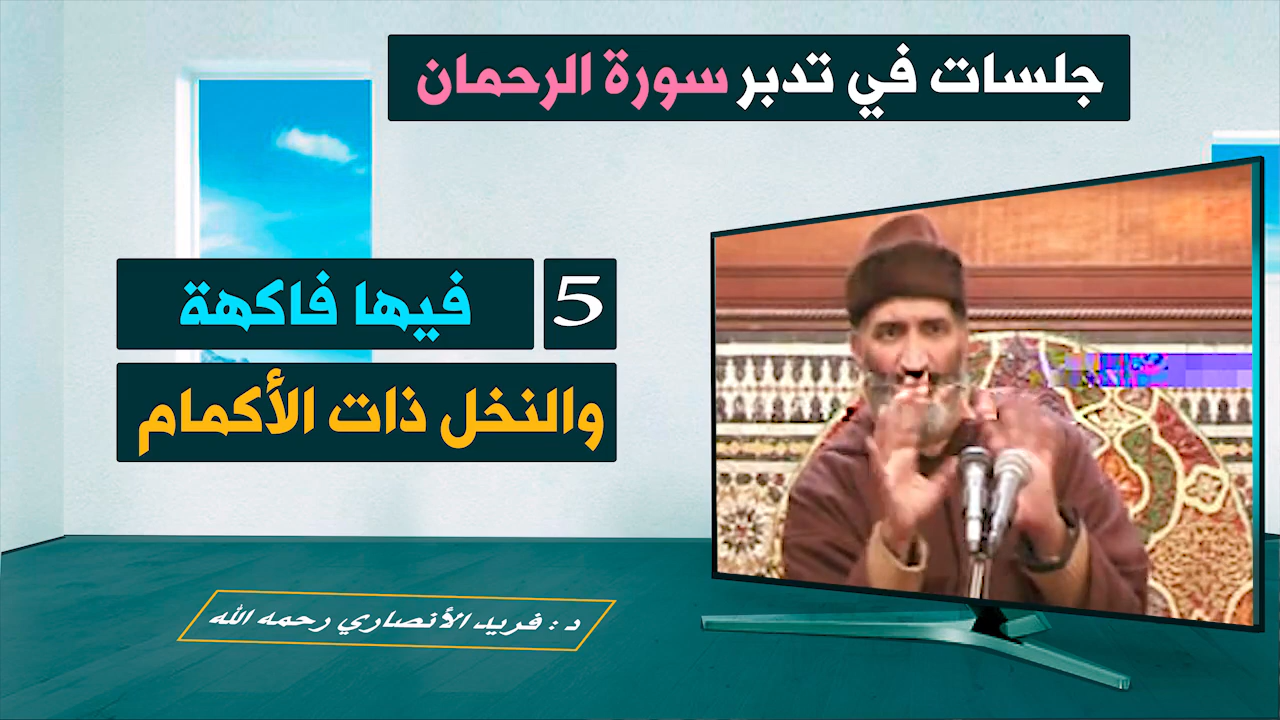 جلسات في تدبر سورة الرحمان
5 فيها فاكهة
والنخل ذات الأكمام
د : فريد الأنصاري رحمه الله